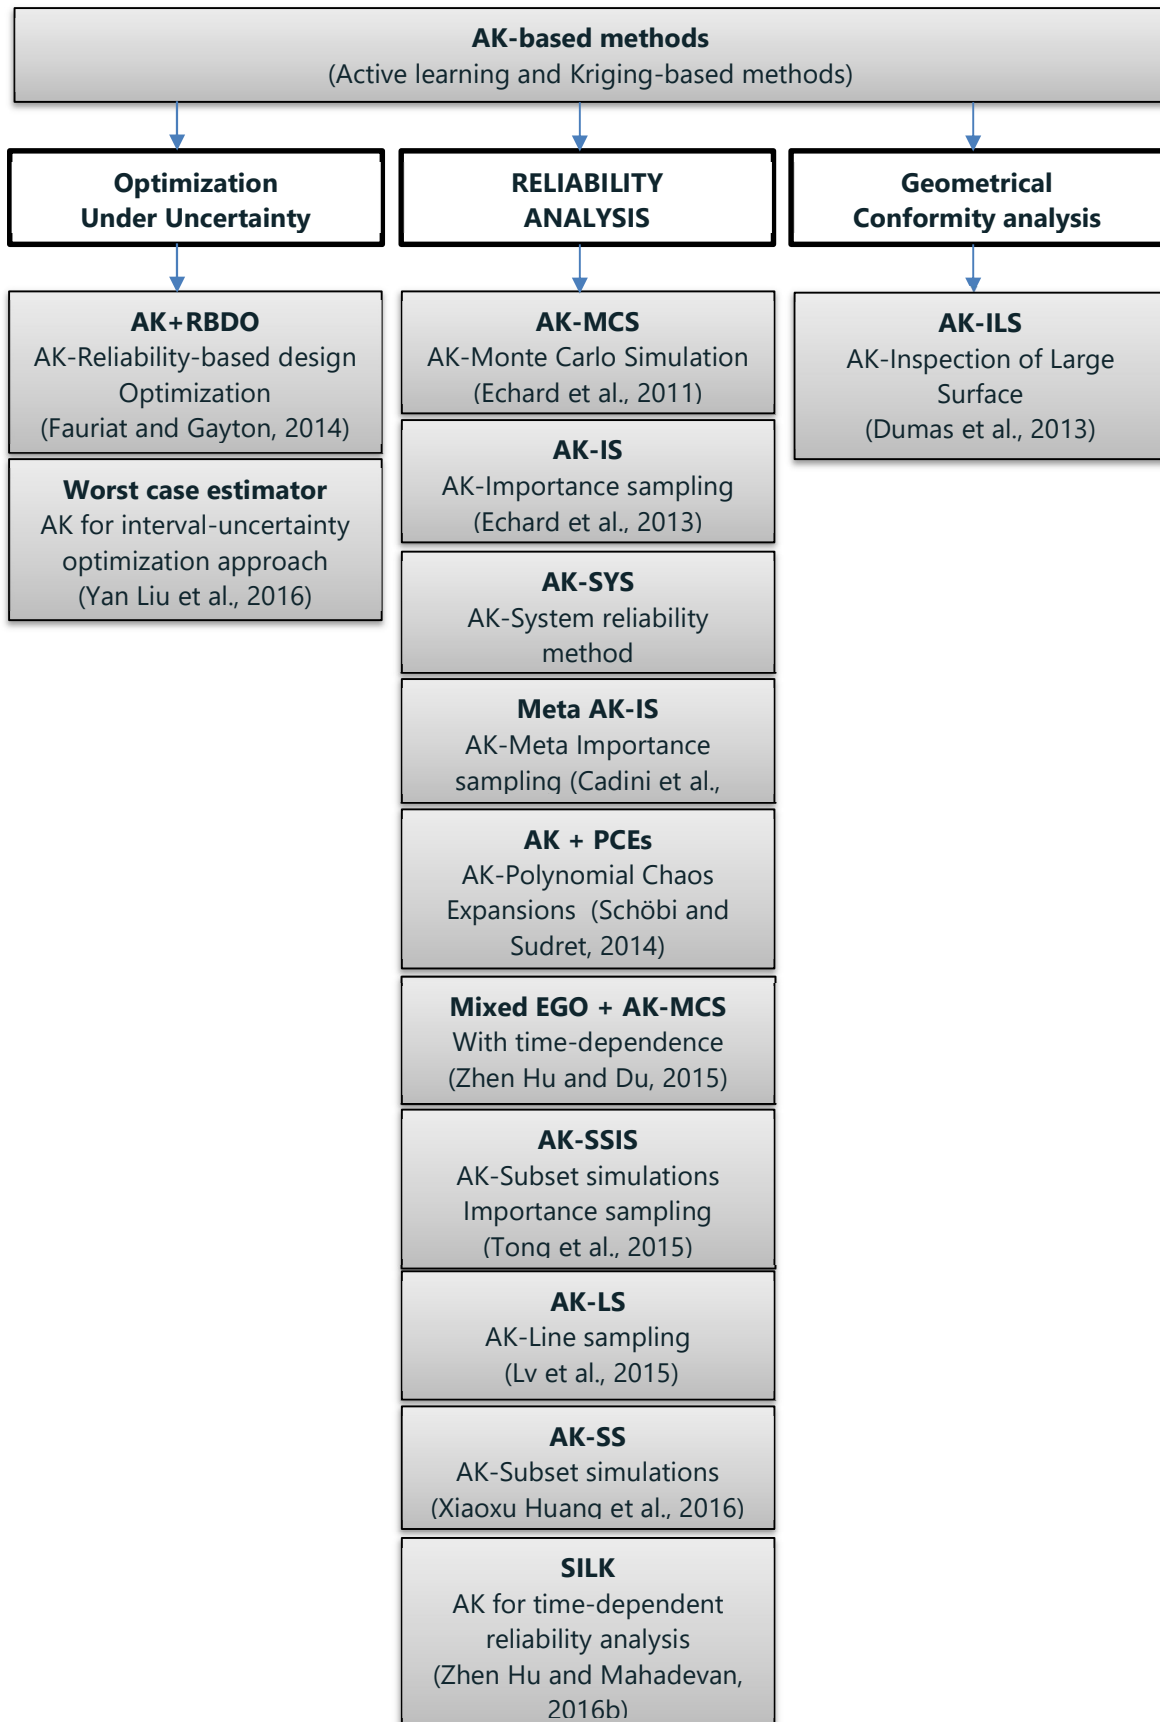 AK-based methods
(Active learning and Kriging-based methods)
Optimization
Under Uncertainty
RELIABILITY
ANALYSIS
Geometrical
Conformity analysis
AK+RBDO
AK-Reliability-based design
Optimization
(Fauriat and Gayton, 2014)
Worst case estimator
AK for interval-uncertainty
optimization approach
(Yan Liu et al., 2016)
AK-MCS
AK-Monte Carlo Simulation
(Echard et al., 2011)
AK-IS
AK-Importance sampling
(Echard et al., 2013)
AK-SYS
AK-System reliability
method
Meta AK-IS
AK-Meta Importance
sampling (Cadini et al.,
AK + PCEs
AK-Polynomial Chaos
Expansions (Schöbi and
Sudret, 2014)
Mixed EGO + AK-MCS
With time-dependence
(Zhen Hu and Du, 2015)
AK-SSIS
AK-Subset simulations
Importance sampling
(Tong et al., 2015)
AK-LS
AK-Line sampling
(Lv et al., 2015)
AK-SS
AK-Subset simulations
(Xiaoxu Huang et al., 2016)
SILK
AK for time-dependent
reliability analysis
(Zhen Hu and Mahadevan,
2016b)
AK-ILS
AK-Inspection of Large
Surface
(Dumas et al., 2013)